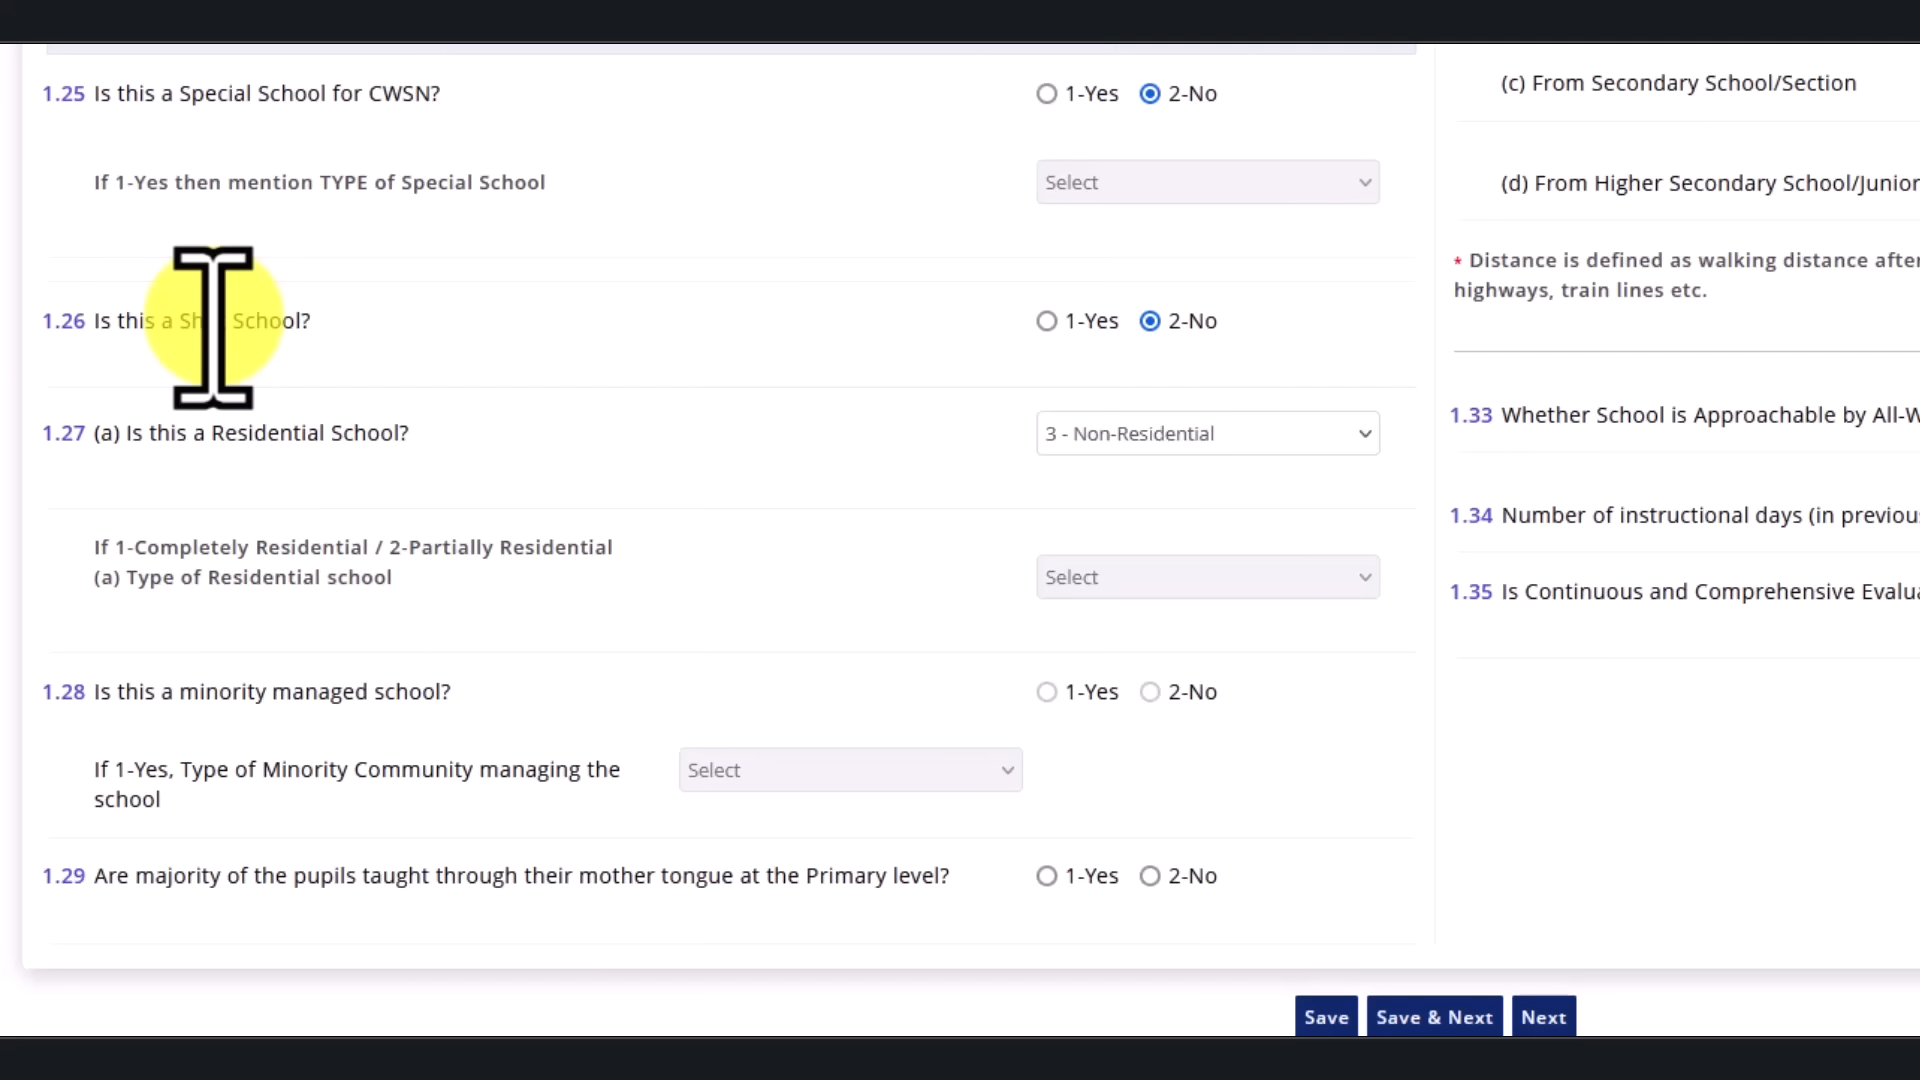 1.25 Is this a Special School for CWSN?
1-Yes 2-No
If 1-Yes then mention TYPE of Special School
Select
1.26 Is this a School?
1-Yes 2-No
1.27 (a) Is this a Residential School?
3 - Non-Residential
If 1-Completely Residential / 2-Partially Residential
(a) Type of Residential school
Select
1.28 Is this a minority managed school?
1-Yes 2-No
If 1-Yes, Type of Minority Community managing the
school
Select
1.29 Are majority of the pupils taught through their mother tongue at the Primary level?
1-Yes 2-No
(c) From Secondary School/Section
(d) From Higher Secondary School/Junior
* Distance is defined as walking distance after
highways, train lines etc.
1.33 Whether School is Approachable by All-W
1.34 Number of instructional days (in previou
1.35 Is Continuous and Comprehensive Evalua
Save Save & Next Next